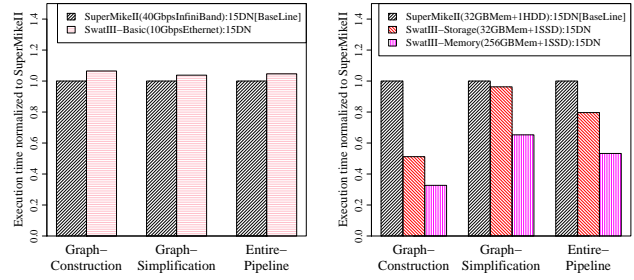 SuperMikeII(40GbpsInfiniBand):15DN[BaseLine]
SwatIII−Basic(10GbpsEthernet):15DN
Execution time normalized to SuperMikeII
0.0 0.2 0.4 0.6 0.8 1.0 1.2 1.4
Graph−
Construction
Graph−
Simplification
Entire−
Pipeline
SuperMikeII(32GBMem+1HDD):15DN[BaseLine]
SwatIII−Storage(32GBMem+1SSD):15DN
SwatIII−Memory(256GBMem+1SSD):15DN
Execution time normalized to SuperMikeII
0.0 0.2 0.4 0.6 0.8 1.0 1.2 1.4
Graph−
Construction
Graph−
Simplification
Entire−
Pipeline